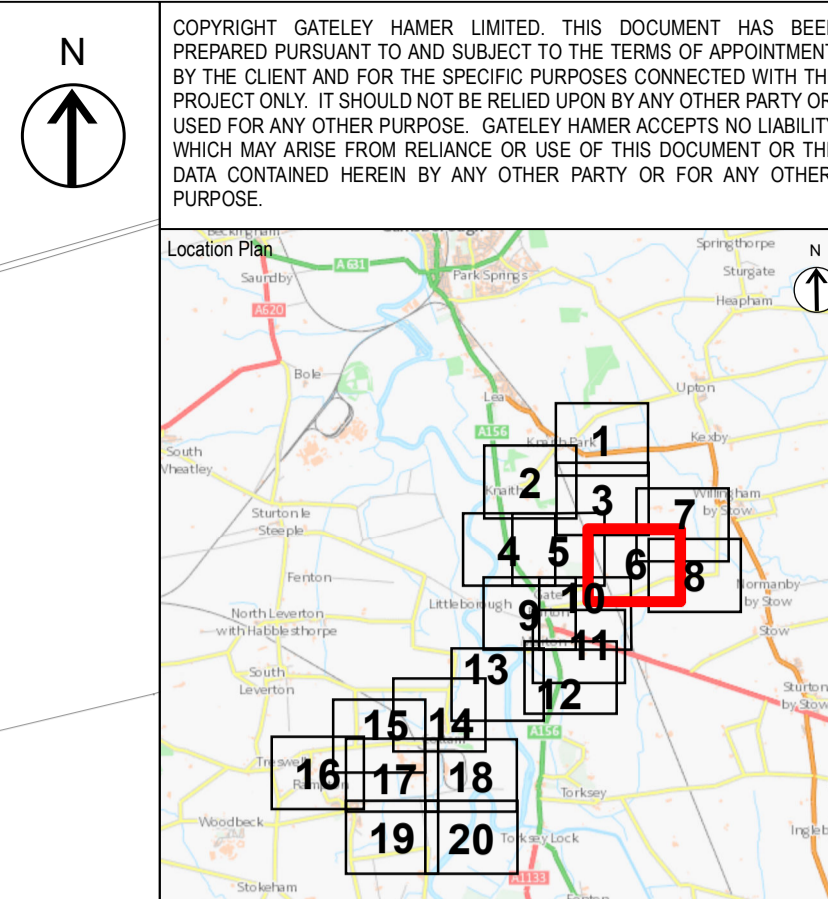 N
COPYRIGHT GATELEY HAMER LIMITED. THIS DOCUMENT HAS BEEN
PREPARED PURSUANT TO AND SUBJECT TO THE TERMS OF APPOINTMENT
BY THE CLIENT AND FOR THE SPECIFIC PURPOSES CONNECTED WITH TH
PROJECT ONLY. IT SHOULD NOT BE RELIED UPON BY ANY OTHER PARTY OR
USED FOR ANY OTHER PURPOSE. GATELEY HAMER ACCEPTS NO LIABILITY
WHICH MAY ARISE FROM RELIANCE OR USE OF THIS DOCUMENT OR THE
DATA CONTAINED HEREIN BY ANY OTHER PARTY OR FOR ANY OTHER
PURPOSE.
Location Plan
N
Springthorpe
A631
Saundby
Park Springs
Sturgate
Heapham
A620
Bole
Upton
Lea
A156
Kexby
1
South
Wheatley
2
Knaith
3
Willingham
by Stow
7
Sturton le
Steeple
4
5
6
8
Fenton
Normanby
by Stow
Littleborough
Gate
10
9
North Leverton
with Habblesthorpe
Stow
11
South
Leverton
13
12
Sturton
by Stow
15
14
A156
16
17
18
Torksey
Woodbeck
19
20
Torksey Lock
Ingleb
A1133
Stokeham
Fenton